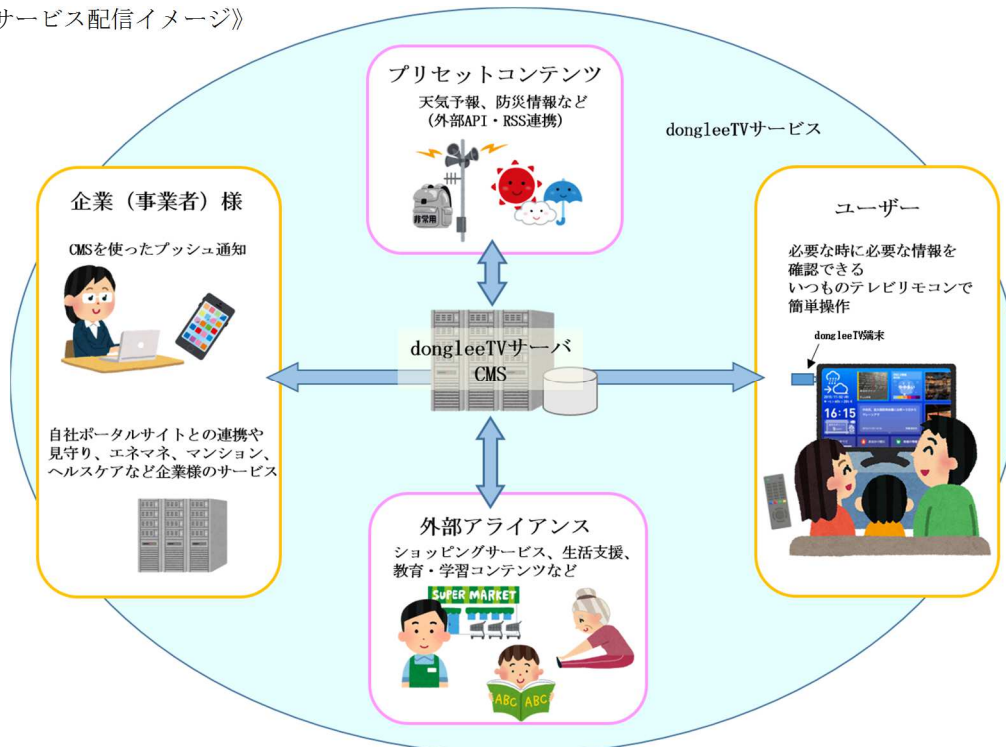 サービス配信イメージ》
プリセットコンテンツ
天気予報、防災情報など
(外部API・RSS連携)
非常用
dongleeTVサービス
企業(事業者)様
CMSを使ったプッシュ通知
自社ポータルサイトとの連携や
見守り、エネマネ、マンション、
ヘルスケアなど企業様のサービス
dongleeTVサーバ
CMS
ユーザー
必要な時に必要な情報を
確認できる
いつものテレビリモコンで
簡単操作
dongleeTV端末
16:15
外部アライアンス
ショッピングサービス、生活支援、
教育・学習コンテンツなど
SUPER MARKET
ABC ABC